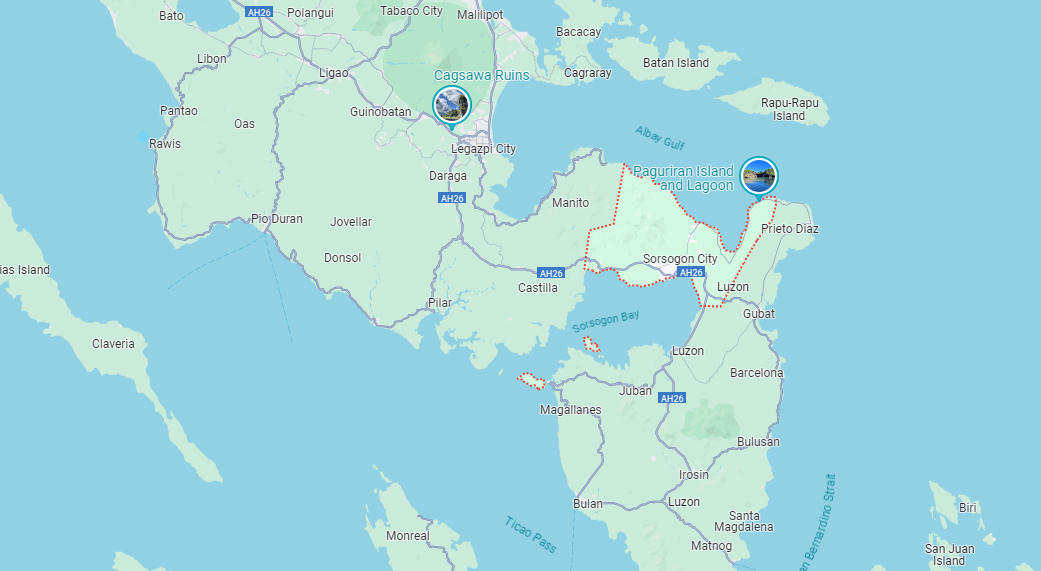 Bato
AH26
Polangui
Tabaco City
Malilipot
Bacacay
Libon
Ligao
Cagsawa Ruins
Cagraray
Batan Island
Rapu-Rapu
Island
Pantao
Oas
Guinobatan
Rawis
Legazpi City
Albay Gulf
Daraga
AH26
Manito
Paguriran Island
and Lagoon
Pio Duran
Jovellar
Prieto Diaz
Donsol
Sorsogon City
ias Island
AH26
Castilla
AH26
Luzon
Pilar
Sorsogon Bay
Gubat
Claveria
Luzon
Barcelona
Juban
AH26
Magallanes
Bulusan
Irosin
Bulan
Luzon
Santa
Magdalena
Biri
Ticao Pass
Monreal
Matnog
an Bernardino Strait
San Juan
Island